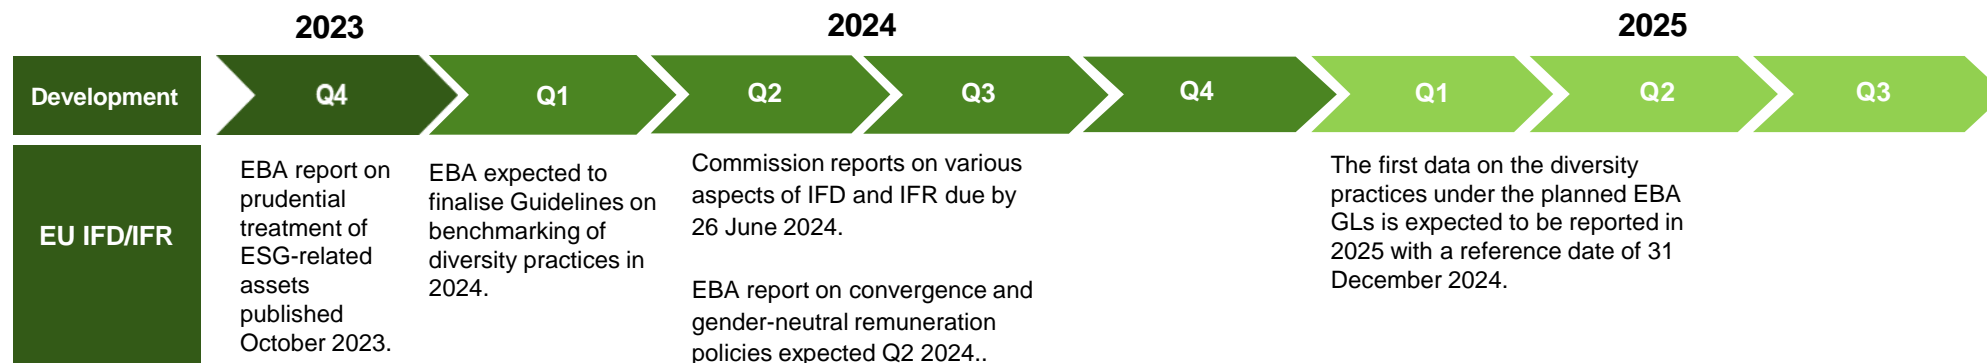 2023
2024
2025
Development
Q4
Q1
Q2
Q3
Q4
Q1
Q2
Q3
EU IFD/IFR
EBA report on
prudential
treatment of
ESG-related
assets
published
October 2023.
EBA expected to
finalise Guidelines on
benchmarking of
diversity practices in
2024.
Commission reports on various
aspects of IFD and IFR due by
26 June 2024.
EBA report on convergence and
gender-neutral remuneration
policies expected Q2 2024..
The first data on the diversity
practices under the planned EBA
GLs is expected to be reported in
2025 with a reference date of 31
December 2024.